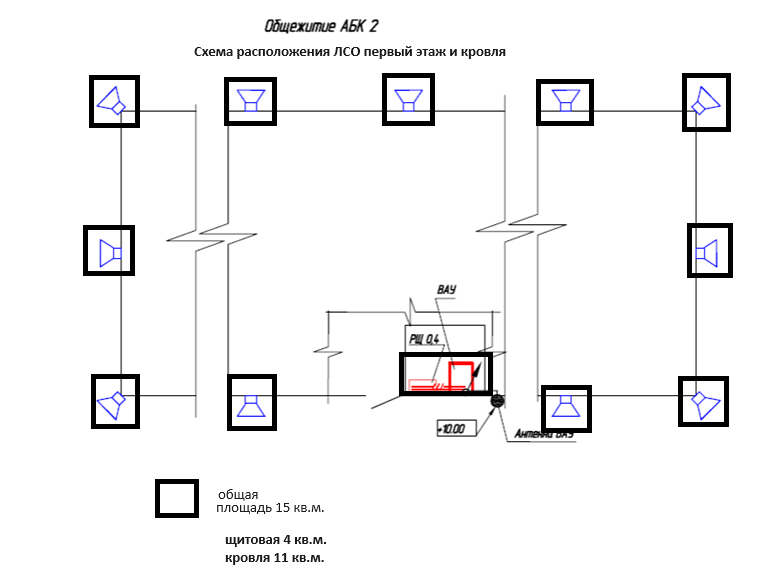 Общежитие АБК 2
Схема расположения ЛСО первый этаж и кровля
ВАУ
РЩ 0,4
+10.00
Антенна ВАУ
общая
площадь 15 кв.м.
щитовая 4 кв.м.
кровля 11 кв.м.